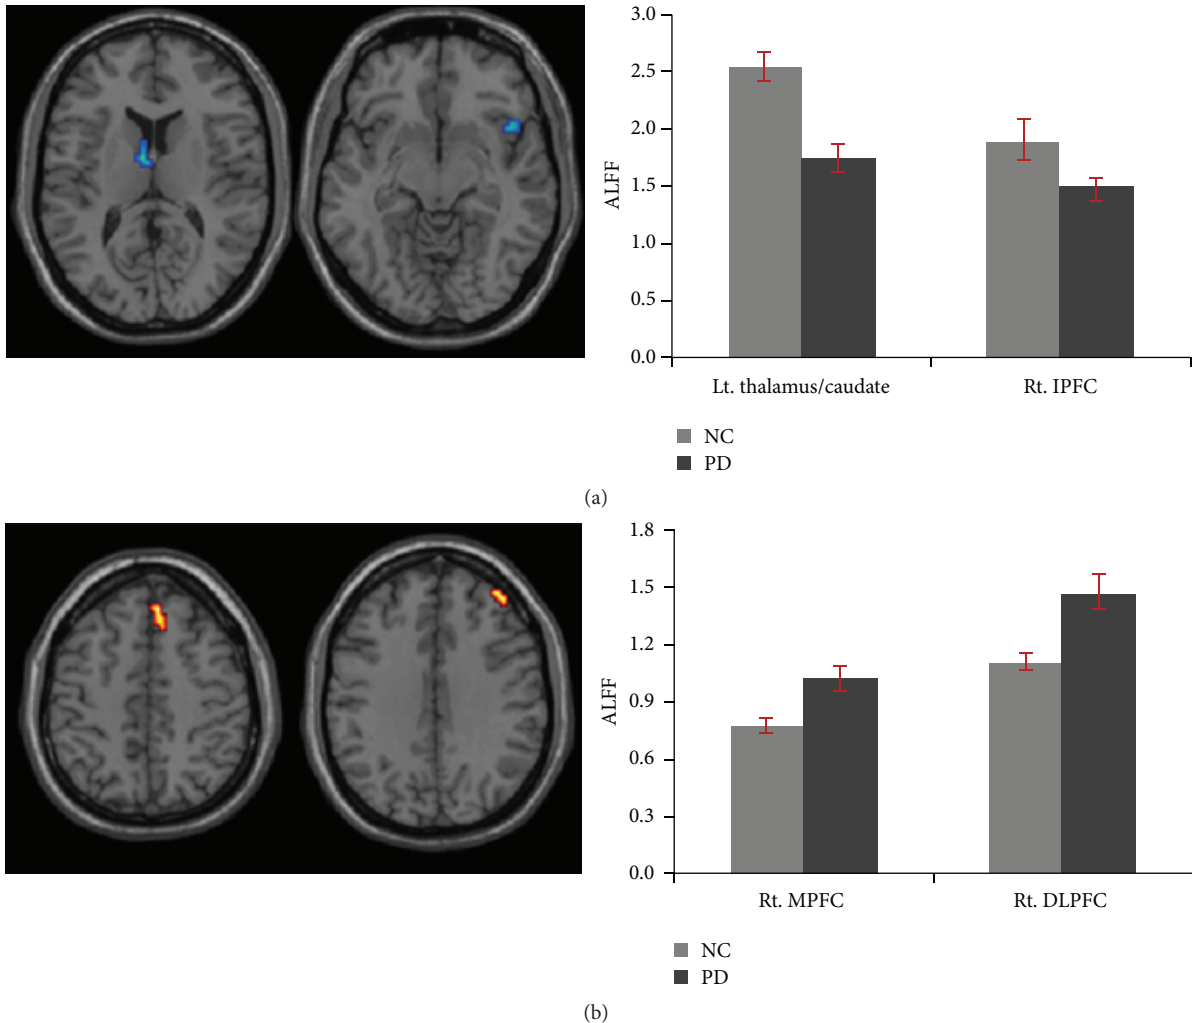 3.0
2.5
2.0
1.5
1.0
0.5
0.0
ALFF
Lt. thalamus/caudate Rt. IPFC
NC
PD
(a)
1.8
1.5
1.2
0.9
0.6
0.3
0.0
ALFF
Rt. MPFC Rt. DLPFC
NC
PD
(b)